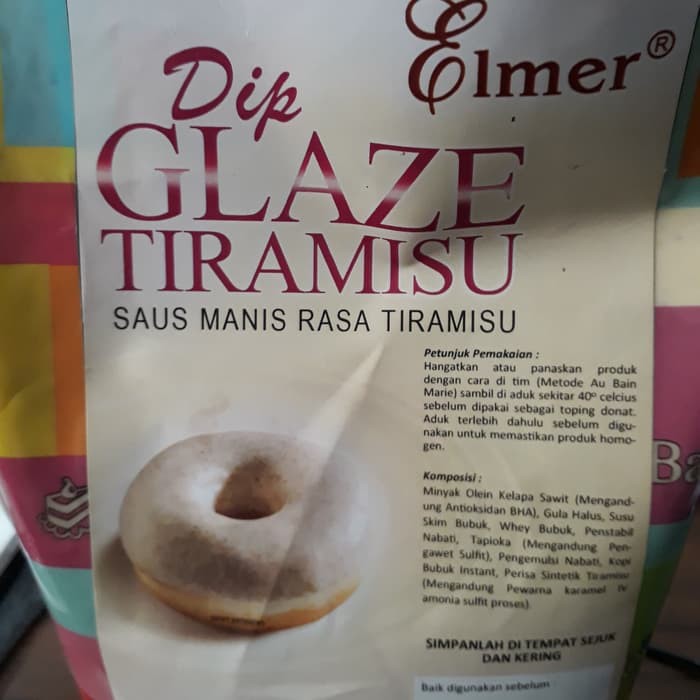 Elmer®
Dip
GLAZE
TIRAMISU
SAUS MANIS RASA TIRAMISU
Petunjuk Pemakaian :
Hangatkan atau panaskan produk
dengan cara di tim (Metode Au Bain
Marie) sambil di aduk sekitar 40° celcius
sebelum dipakai sebagai toping donat.
Aduk terlebih dahulu sebelum digu-
nakan untuk memastikan produk homo-
gen.
Komposisi :
Minyak Olein Kelapa Sawit (Mengand-
ung Antioksidan BHA), Gula Halus, Susu
Skim Bubuk, Whey Bubuk, Penstabil
Nabati, Tapioka (Mengandung Pen-
gawet Sulfit), Pengemulsi Nabati, Kopi
Bubuk Instant, Perisa Sintetik Tiramisu
(Mengandung Pewarna karamel IV
amonia sulfit proses).
SIMPANLAH DI TEMPAT SEJUK
DAN KERING
Baik digunakan sebelum :
Ba